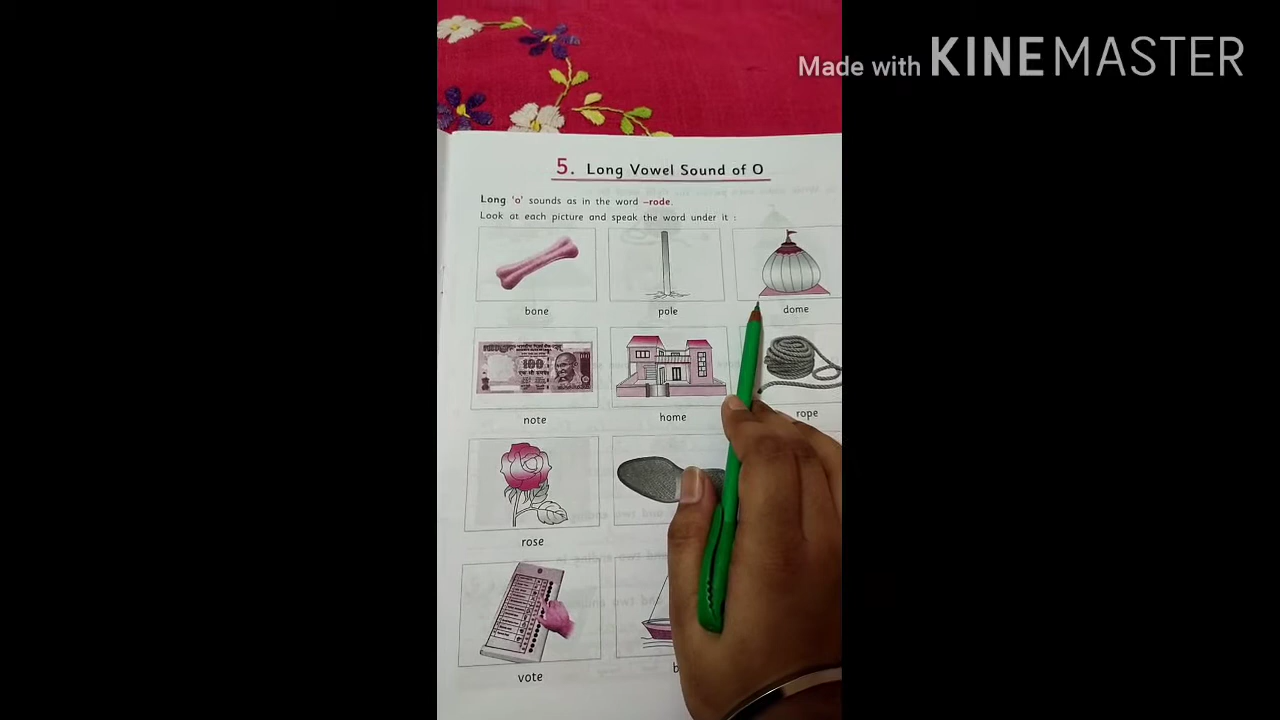 Made with KINEMASTER
5. Long Vowel Sound of O
Long 'o' sounds as in the word –rode.
Look at each picture and speak the word under it :
bone pole dome
100
note home rope
rose
vote b